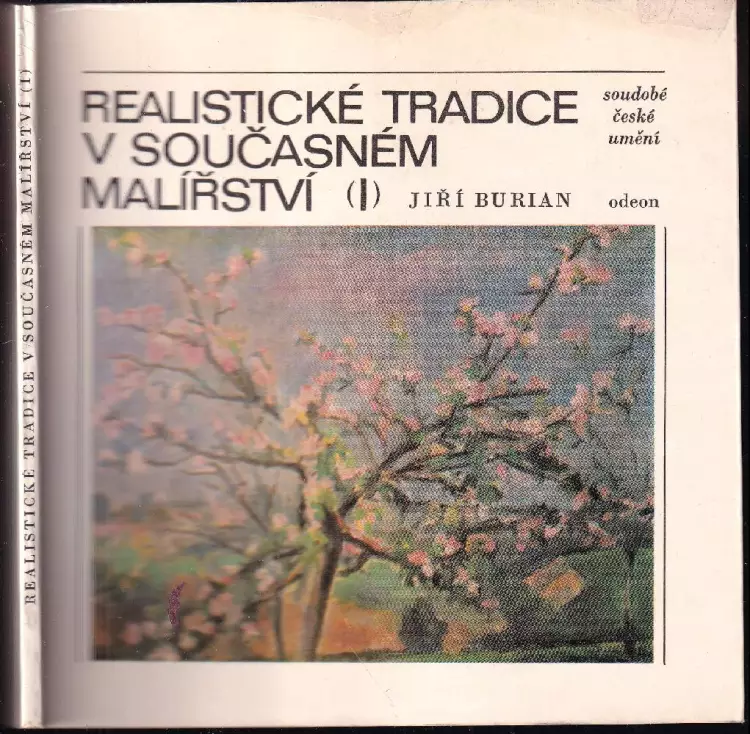 REALISTICKÉ TRADICE V SOUČASNÉM MALÍŘSTVÍ (I)
REALISTICKÉ TRADICE
V SOUČASNÉM
MALÍŘSTVÍ (I) JIŘÍ BURIAN
soudobé
české
umění
odeon